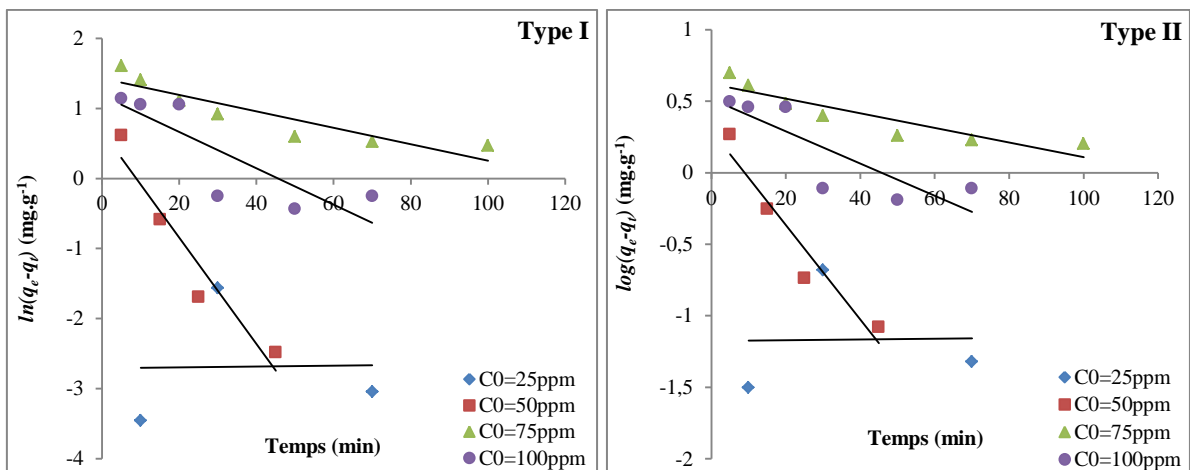 Type I
2
1
0
-1
-2
-3
-4
0
20
40
60
80
100
120
ln(qe-qt) (mg.g-1)
Temps (min)
C0=25ppm
C0=50ppm
C0=75ppm
C0=100ppm
Type II
1
0,5
0
-0,5
-1
-1,5
-2
0
20
40
60
80
100
120
log(qe-qt) (mg.g-1)
Temps (min)
C0=25ppm
C0=50ppm
C0=75ppm
C0=100ppm